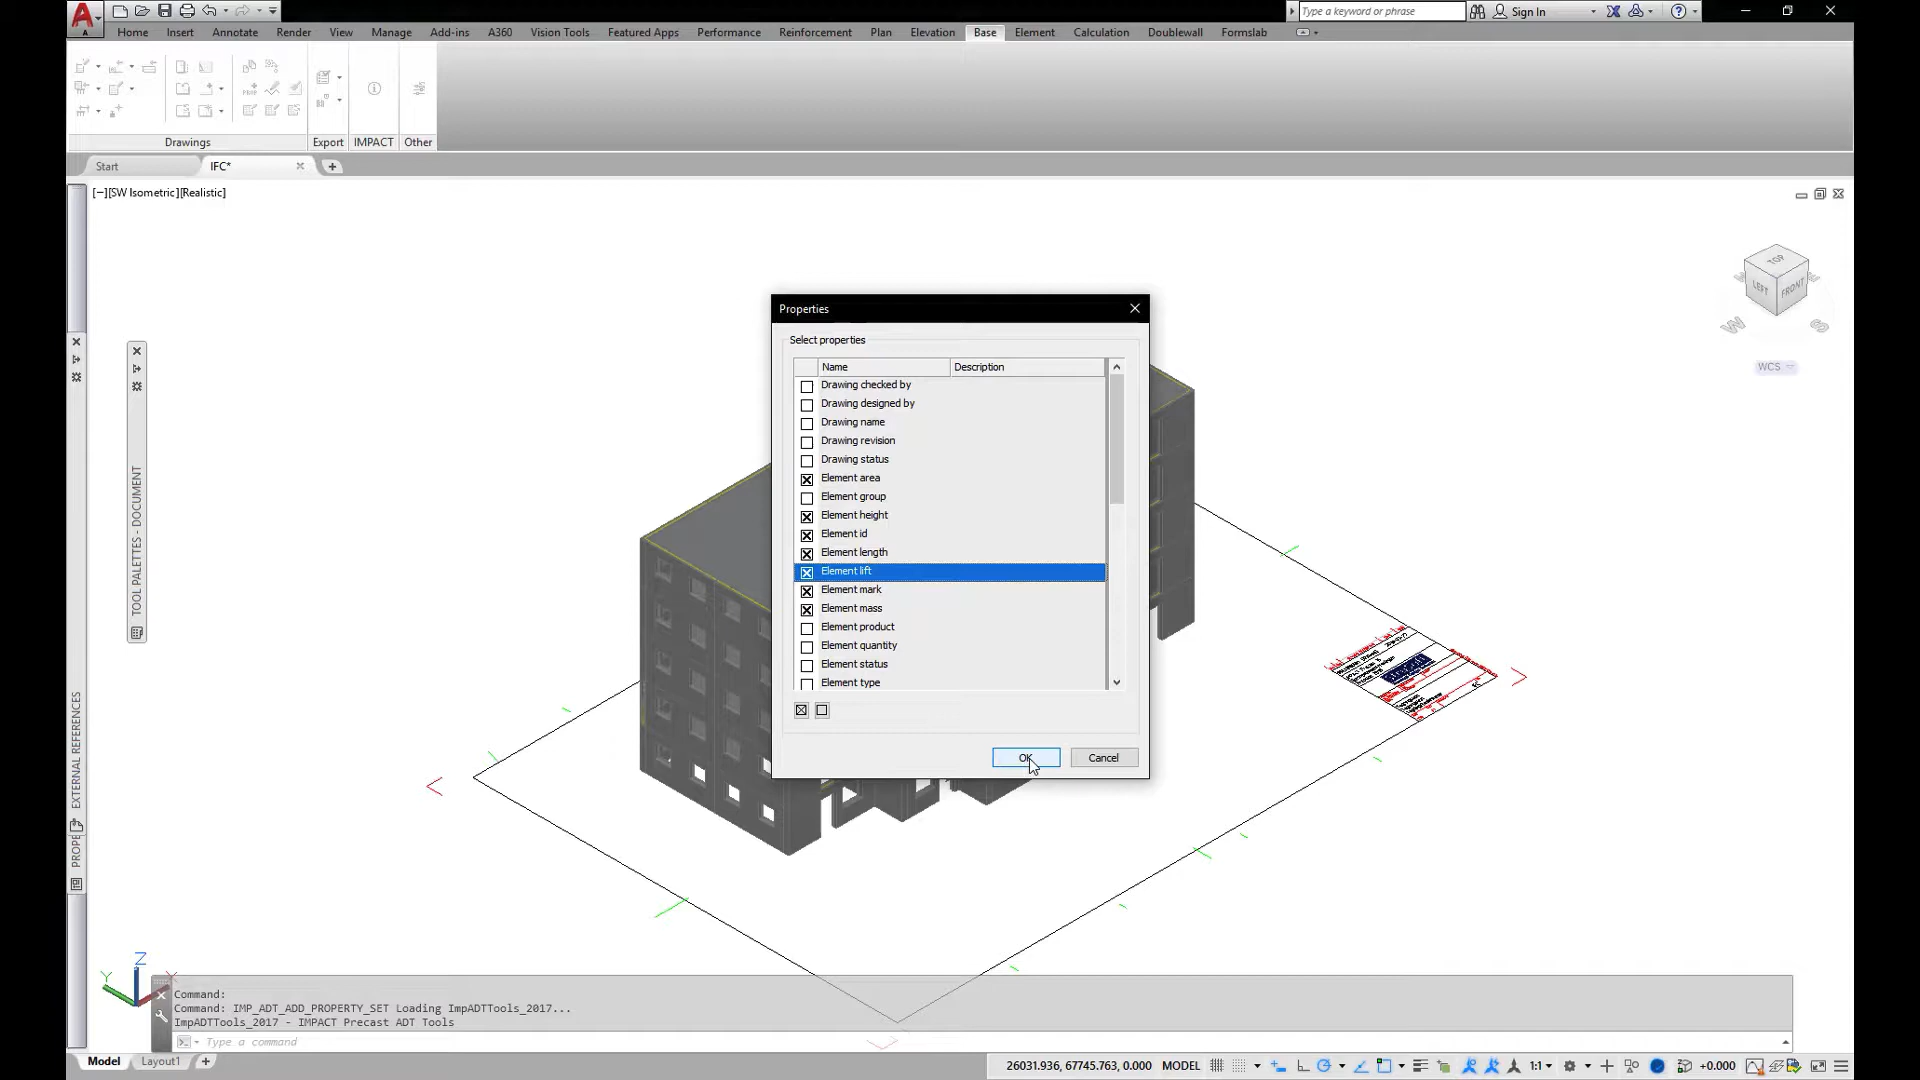 Type a keyword or phrase
Sign In
Home Insert Annotate Render View Manage Add-ins A360 Vision Tools Featured Apps Performance Reinforcement Plan Elevation Base Element Calculation Doublewall Formslab
PROP
Drawings Export IMPACT Other
Start IFC*
[−][SW Isometric][Realistic]
TOP
LEFT FRONT
W S
WCS
Properties
Select properties
Name Description
Drawing checked by
Drawing designed by
Drawing name
Drawing revision
Drawing status
Element area
Element group
Element height
Element id
Element length
Element lift
Element mark
Element mass
Element product
Element quantity
Element status
Element type
OK Cancel
TOOL PALETTES - DOCUMENT
EXTERNAL REFERENCES
PROPE
Z
Y X
Command:
Command: IMP_ADT_ADD_PROPERTY_SET Loading ImpADTTools_2017...
ImpADTTools_2017 - IMPACT Precast ADT Tools
Type a command
Model Layout1
26031.936, 67745.763, 0.000 MODEL 1:1 +0.000